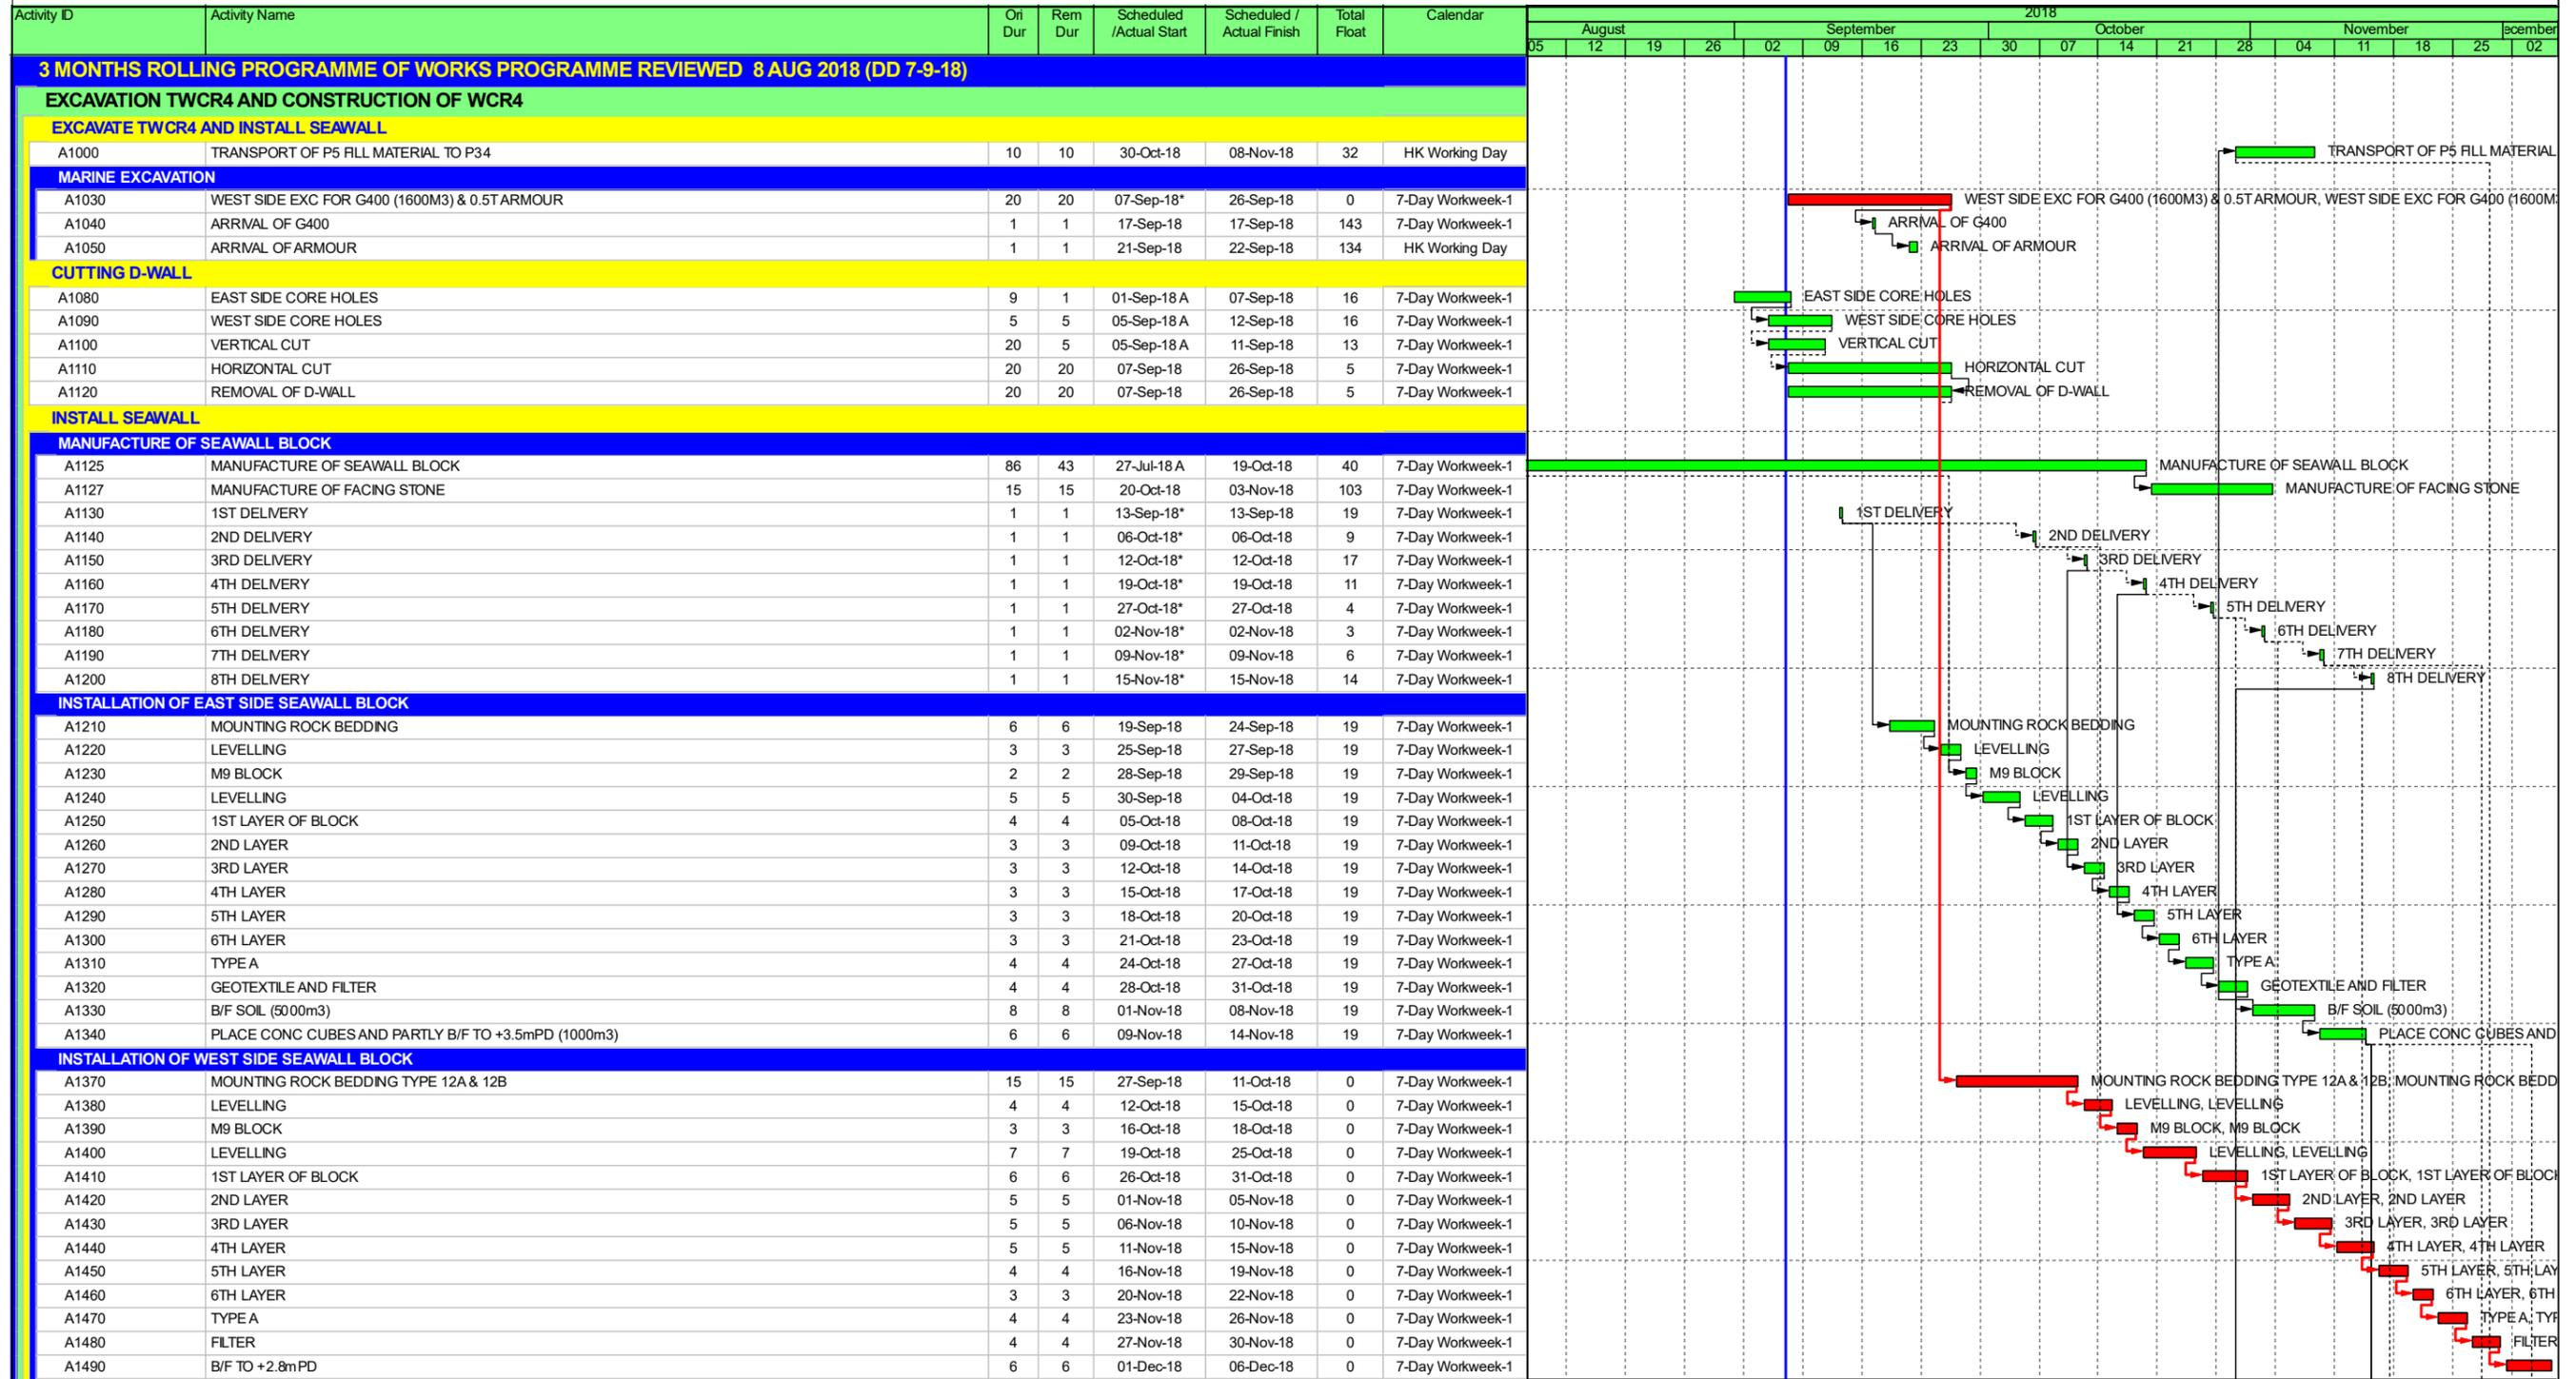 Activity ID Activity Name Ori Dur Rem Dur Scheduled /Actual Start Scheduled / Actual Finish Total Float Calendar
2018
August September October November ecember
05 12 19 26 02 09 16 23 30 07 14 21 28 04 11 18 25 02
3 MONTHS ROLLING PROGRAMME OF WORKS PROGRAMME REVIEWED 8 AUG 2018 (DD 7-9-18)
EXCAVATION TWCR4 AND CONSTRUCTION OF WCR4
EXCAVATE TWCR4 AND INSTALL SEAWALL
A1000 TRANSPORT OF P5 FILL MATERIAL TO P34 10 10 30-Oct-18 08-Nov-18 32 HK Working Day TRANSPORT OF P5 FILL MATERIAL
MARINE EXCAVATION
A1030 WEST SIDE EXC FOR G400 (1600M3) & 0.5T ARMOUR 20 20 07-Sep-18* 26-Sep-18 0 7-Day Workweek-1 WEST SIDE EXC FOR G400 (1600M3) & 0.5T ARMOUR, WEST SIDE EXC FOR G400 (1600M
A1040 ARRIVAL OF G400 1 1 17-Sep-18 17-Sep-18 143 7-Day Workweek-1 ARRIVAL OF G400
A1050 ARRIVAL OF ARMOUR 1 1 21-Sep-18 22-Sep-18 134 HK Working Day ARRIVAL OF ARMOUR
CUTTING D-WALL
A1080 EAST SIDE CORE HOLES 9 1 01-Sep-18 A 07-Sep-18 16 7-Day Workweek-1 EAST SIDE CORE HOLES
A1090 WEST SIDE CORE HOLES 5 5 05-Sep-18 A 12-Sep-18 16 7-Day Workweek-1 WEST SIDE CORE HOLES
A1100 VERTICAL CUT 20 5 05-Sep-18 A 11-Sep-18 13 7-Day Workweek-1 VERTICAL CUT
A1110 HORIZONTAL CUT 20 20 07-Sep-18 26-Sep-18 5 7-Day Workweek-1 HORIZONTAL CUT
A1120 REMOVAL OF D-WALL 20 20 07-Sep-18 26-Sep-18 5 7-Day Workweek-1 REMOVAL OF D-WALL
INSTALL SEAWALL
MANUFACTURE OF SEAWALL BLOCK
A1125 MANUFACTURE OF SEAWALL BLOCK 86 43 27-Jul-18 A 19-Oct-18 40 7-Day Workweek-1 MANUFACTURE OF SEAWALL BLOCK
A1127 MANUFACTURE OF FACING STONE 15 15 20-Oct-18 03-Nov-18 103 7-Day Workweek-1 MANUFACTURE OF FACING STONE
A1130 1ST DELIVERY 1 1 13-Sep-18* 13-Sep-18 19 7-Day Workweek-1 1ST DELIVERY
A1140 2ND DELIVERY 1 1 06-Oct-18* 06-Oct-18 9 7-Day Workweek-1 2ND DELIVERY
A1150 3RD DELIVERY 1 1 12-Oct-18* 12-Oct-18 17 7-Day Workweek-1 3RD DELIVERY
A1160 4TH DELIVERY 1 1 19-Oct-18* 19-Oct-18 11 7-Day Workweek-1 4TH DELIVERY
A1170 5TH DELIVERY 1 1 27-Oct-18* 27-Oct-18 4 7-Day Workweek-1 5TH DELIVERY
A1180 6TH DELIVERY 1 1 02-Nov-18* 02-Nov-18 3 7-Day Workweek-1 6TH DELIVERY
A1190 7TH DELIVERY 1 1 09-Nov-18* 09-Nov-18 6 7-Day Workweek-1 7TH DELIVERY
A1200 8TH DELIVERY 1 1 15-Nov-18* 15-Nov-18 14 7-Day Workweek-1 8TH DELIVERY
INSTALLATION OF EAST SIDE SEAWALL BLOCK
A1210 MOUNTING ROCK BEDDING 6 6 19-Sep-18 24-Sep-18 19 7-Day Workweek-1 MOUNTING ROCK BEDDING
A1220 LEVELLING 3 3 25-Sep-18 27-Sep-18 19 7-Day Workweek-1 LEVELLING
A1230 M9 BLOCK 2 2 28-Sep-18 29-Sep-18 19 7-Day Workweek-1 M9 BLOCK
A1240 LEVELLING 5 5 30-Sep-18 04-Oct-18 19 7-Day Workweek-1 LEVELLING
A1250 1ST LAYER OF BLOCK 4 4 05-Oct-18 08-Oct-18 19 7-Day Workweek-1 1ST LAYER OF BLOCK
A1260 2ND LAYER 3 3 09-Oct-18 11-Oct-18 19 7-Day Workweek-1 2ND LAYER
A1270 3RD LAYER 3 3 12-Oct-18 14-Oct-18 19 7-Day Workweek-1 3RD LAYER
A1280 4TH LAYER 3 3 15-Oct-18 17-Oct-18 19 7-Day Workweek-1 4TH LAYER
A1290 5TH LAYER 3 3 18-Oct-18 20-Oct-18 19 7-Day Workweek-1 5TH LAYER
A1300 6TH LAYER 3 3 21-Oct-18 23-Oct-18 19 7-Day Workweek-1 6TH LAYER
A1310 TYPE A 4 4 24-Oct-18 27-Oct-18 19 7-Day Workweek-1 TYPE A
A1320 GEOTEXTILE AND FILTER 4 4 28-Oct-18 31-Oct-18 19 7-Day Workweek-1 GEOTEXTILE AND FILTER
A1330 B/F SOIL (5000m3) 8 8 01-Nov-18 08-Nov-18 19 7-Day Workweek-1 B/F SOIL (5000m3)
A1340 PLACE CONC CUBES AND PARTLY B/F TO +3.5mPD (1000m3) 6 6 09-Nov-18 14-Nov-18 19 7-Day Workweek-1 PLACE CONC CUBES AND
INSTALLATION OF WEST SIDE SEAWALL BLOCK
A1370 MOUNTING ROCK BEDDING TYPE 12A & 12B 15 15 27-Sep-18 11-Oct-18 0 7-Day Workweek-1 MOUNTING ROCK BEDDING TYPE 12A & 12B, MOUNTING ROCK BEDD
A1380 LEVELLING 4 4 12-Oct-18 15-Oct-18 0 7-Day Workweek-1 LEVELLING, LEVELLING
A1390 M9 BLOCK 3 3 16-Oct-18 18-Oct-18 0 7-Day Workweek-1 M9 BLOCK, M9 BLOCK
A1400 LEVELLING 7 7 19-Oct-18 25-Oct-18 0 7-Day Workweek-1 LEVELLING, LEVELLING
A1410 1ST LAYER OF BLOCK 6 6 26-Oct-18 31-Oct-18 0 7-Day Workweek-1 1ST LAYER OF BLOCK, 1ST LAYER OF BLOCK
A1420 2ND LAYER 5 5 01-Nov-18 05-Nov-18 0 7-Day Workweek-1 2ND LAYER, 2ND LAYER
A1430 3RD LAYER 5 5 06-Nov-18 10-Nov-18 0 7-Day Workweek-1 3RD LAYER, 3RD LAYER
A1440 4TH LAYER 5 5 11-Nov-18 15-Nov-18 0 7-Day Workweek-1 4TH LAYER, 4TH LAYER
A1450 5TH LAYER 4 4 16-Nov-18 19-Nov-18 0 7-Day Workweek-1 5TH LAYER, 5TH LAY
A1460 6TH LAYER 3 3 20-Nov-18 22-Nov-18 0 7-Day Workweek-1 6TH LAYER, 6TH
A1470 TYPE A 4 4 23-Nov-18 26-Nov-18 0 7-Day Workweek-1 TYPE A, TYP
A1480 FILTER 4 4 27-Nov-18 30-Nov-18 0 7-Day Workweek-1 FILTER
A1490 B/F TO +2.8mPD 6 6 01-Dec-18 06-Dec-18 0 7-Day Workweek-1